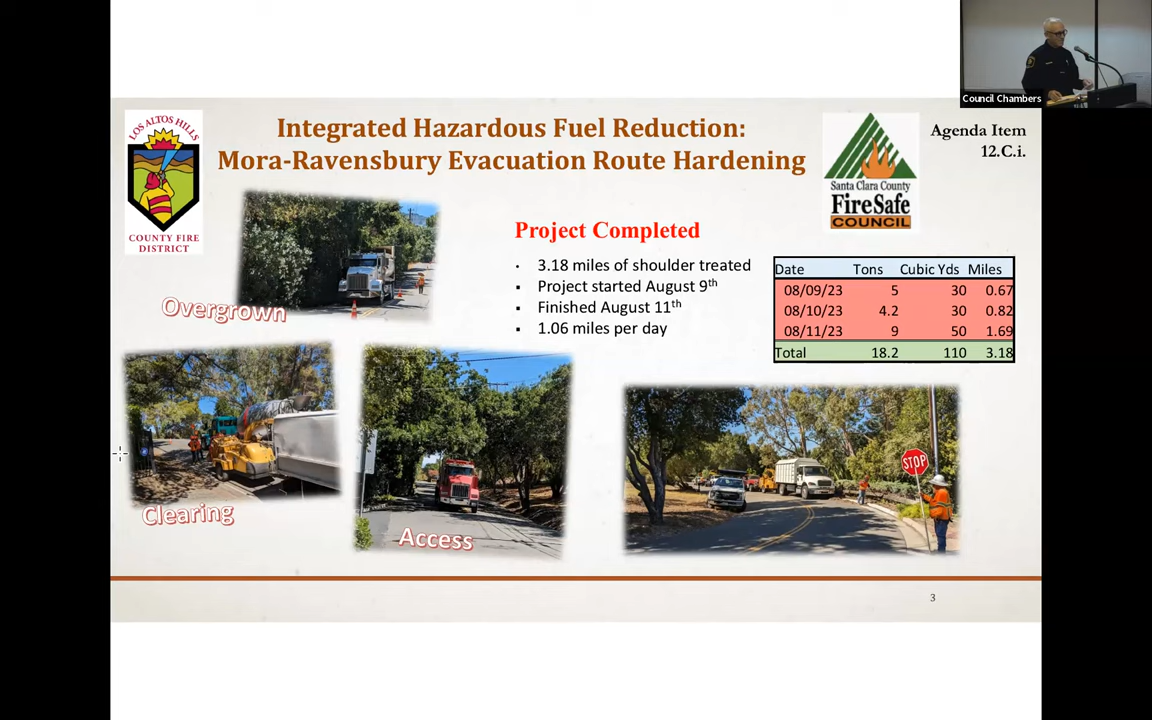 Council Chambers
LOS ALTOS HILLS
COUNTY FIRE
DISTRICT
Integrated Hazardous Fuel Reduction:
Mora-Ravensbury Evacuation Route Hardening
Santa Clara County
FireSafe
COUNCIL
Agenda Item
12.C.i.
Overgrown
Clearing
Access
Project Completed
3.18 miles of shoulder treated
Project started August 9th
Finished August 11th
1.06 miles per day
Date Tons Cubic Yds Miles
08/09/23 5 30 0.67
08/10/23 4.2 30 0.82
08/11/23 9 50 1.69
Total 18.2 110 3.18
STOP
3